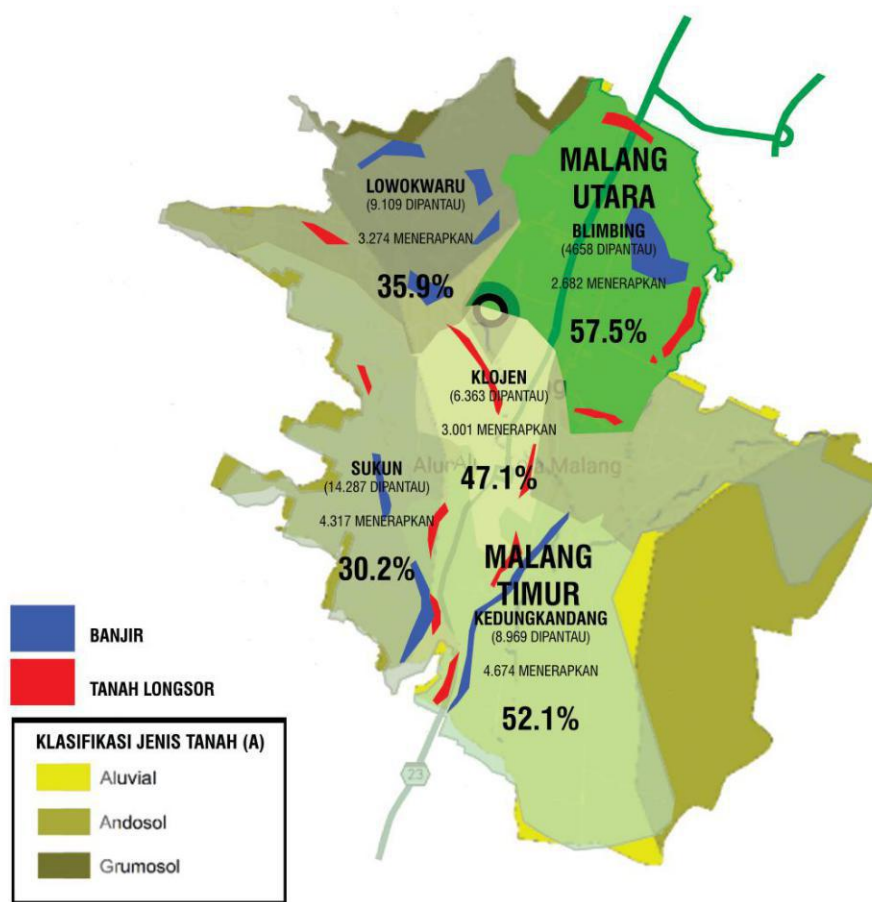 MALANG
UTARA
LOWOKWARU
(9.109 DIPANTAU)
3.274 MENERAPKAN
35.9%
BLIMBING
(4658 DIPANTAU)
2.682 MENERAPKAN
57.5%
KLOJEN
(6.363 DIPANTAU)
3.001 MENERAPKAN
47.1%
SUKUN
(14.287 DIPANTAU)
4.317 MENERAPKAN
30.2%
Malang
MALANG
TIMUR
KEDUNGKANDANG
(8.969 DIPANTAU)
4.674 MENERAPKAN
52.1%
23
BANJIR
TANAH LONGSOR
KLASIFIKASI JENIS TANAH (A)
Aluvial
Andosol
Grumosol